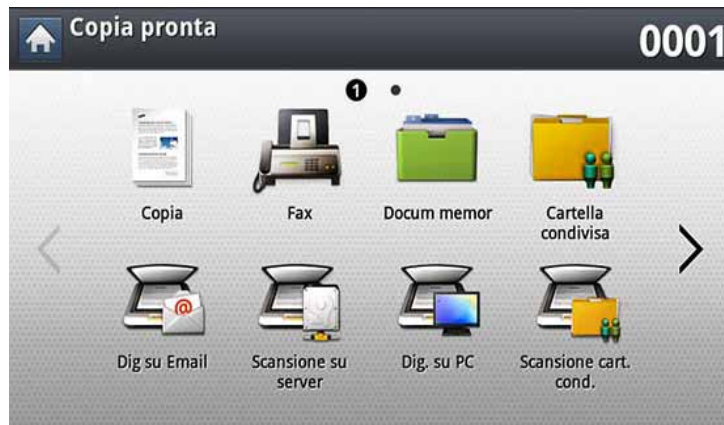 Copia pronta
0001
1
Copia
Fax
Docum memor
Cartella
condivisa
@
Dig su Email
Scansione su
server
Dig. su PC
Scansione cart.
cond.